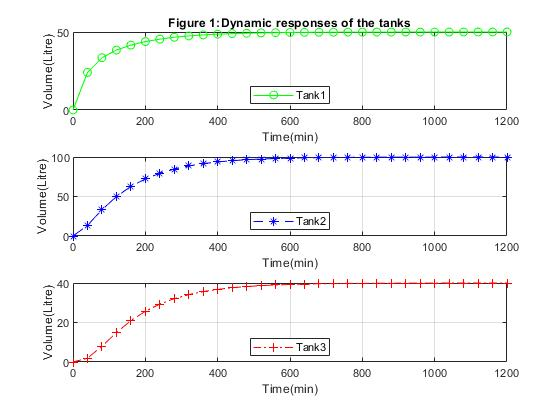 Figure 1:Dynamic responses of the tanks
Volume(Litre)
50
0
Tank1
0 200 400 600 800 1000 1200
Time(min)
Volume(Litre)
100
50
0
Tank2
0 200 400 600 800 1000 1200
Time(min)
Volume(Litre)
40
20
0
Tank3
0 200 400 600 800 1000 1200
Time(min)